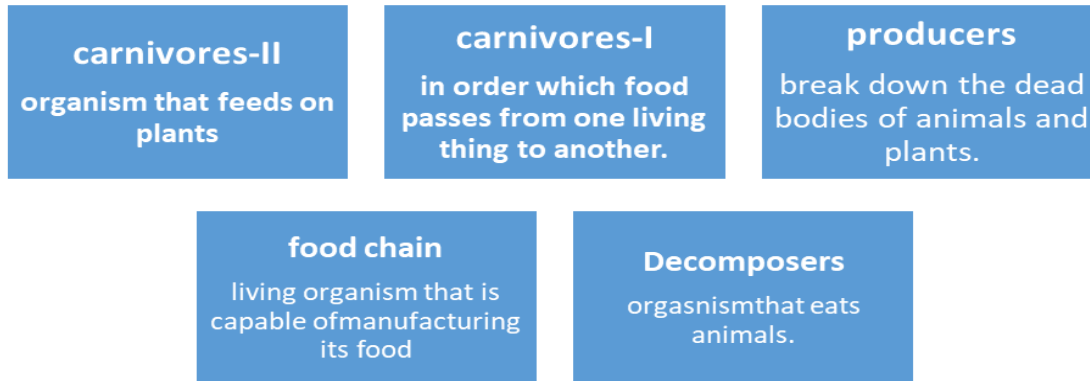 carnivores-II
organism that feeds on
plants
carnivores-I
in order which food
passes from one living
thing to another.
producers
break down the dead
bodies of animals and
plants.
food chain
living organism that is
capable ofmanufacturing
its food
Decomposers
orgasnismthat eats
animals.